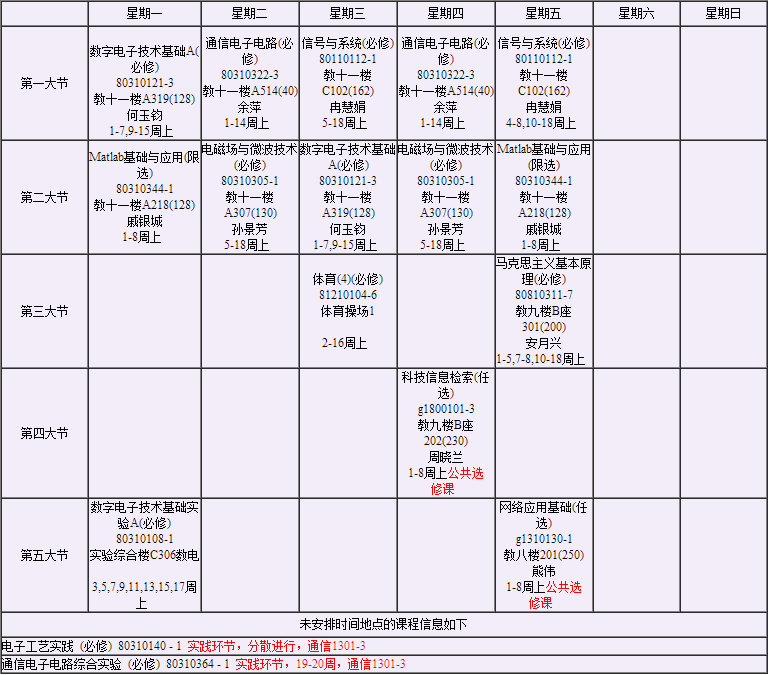 星期一 星期二 星期三 星期四 星期五 星期六 星期日
第一大节
数字电子技术基础A(
必修)
80310121-3
教十一楼A319(128)
何玉钧
1-7,9-15周上
通信电子电路(必
修)
80310322-3
教十一楼A514(40)
余萍
1-14周上
信号与系统(必修)
80110112-1
教十一楼
C102(162)
冉慧娟
5-18周上
通信电子电路(必
修)
80310322-3
教十一楼A514(40)
余萍
1-14周上
信号与系统(必修)
80110112-1
教十一楼
C102(162)
冉慧娟
4-8,10-18周上
第二大节
Matlab基础与应用(限
选)
80310344-1
教十一楼A218(128)
戚银城
1-8周上
电磁场与微波技术
(必修)
80310305-1
教十一楼
A307(130)
孙景芳
5-18周上
数字电子技术基础
A(必修)
80310121-3
教十一楼
A319(128)
何玉钧
1-7,9-15周上
电磁场与微波技术
(必修)
80310305-1
教十一楼
A307(130)
孙景芳
5-18周上
Matlab基础与应用
(限选)
80310344-1
教十一楼
A218(128)
戚银城
1-8周上
第三大节
体育(4)(必修)
81210104-6
体育操场1
2-16周上
马克思主义基本原
理(必修)
80810311-7
教九楼B座
301(200)
安月兴
1-5,7-8,10-18周上
第四大节
科技信息检索(任
选)
g1800101-3
教九楼B座
202(230)
周晓兰
1-8周上公共选
修课
第五大节
数字电子技术基础实
验A(必修)
80310108-1
实验综合楼C306数电
3,5,7,9,11,13,15,17周
上
网络应用基础(任
选)
g1310130-1
教八楼201(250)
熊伟
1-8周上公共选
修课
未安排时间地点的课程信息如下
电子工艺实践 (必修) 80310140 - 1 实践环节，分散进行，通信1301-3
通信电子电路综合实验 (必修) 80310364 - 1 实践环节，19-20周，通信1301-3